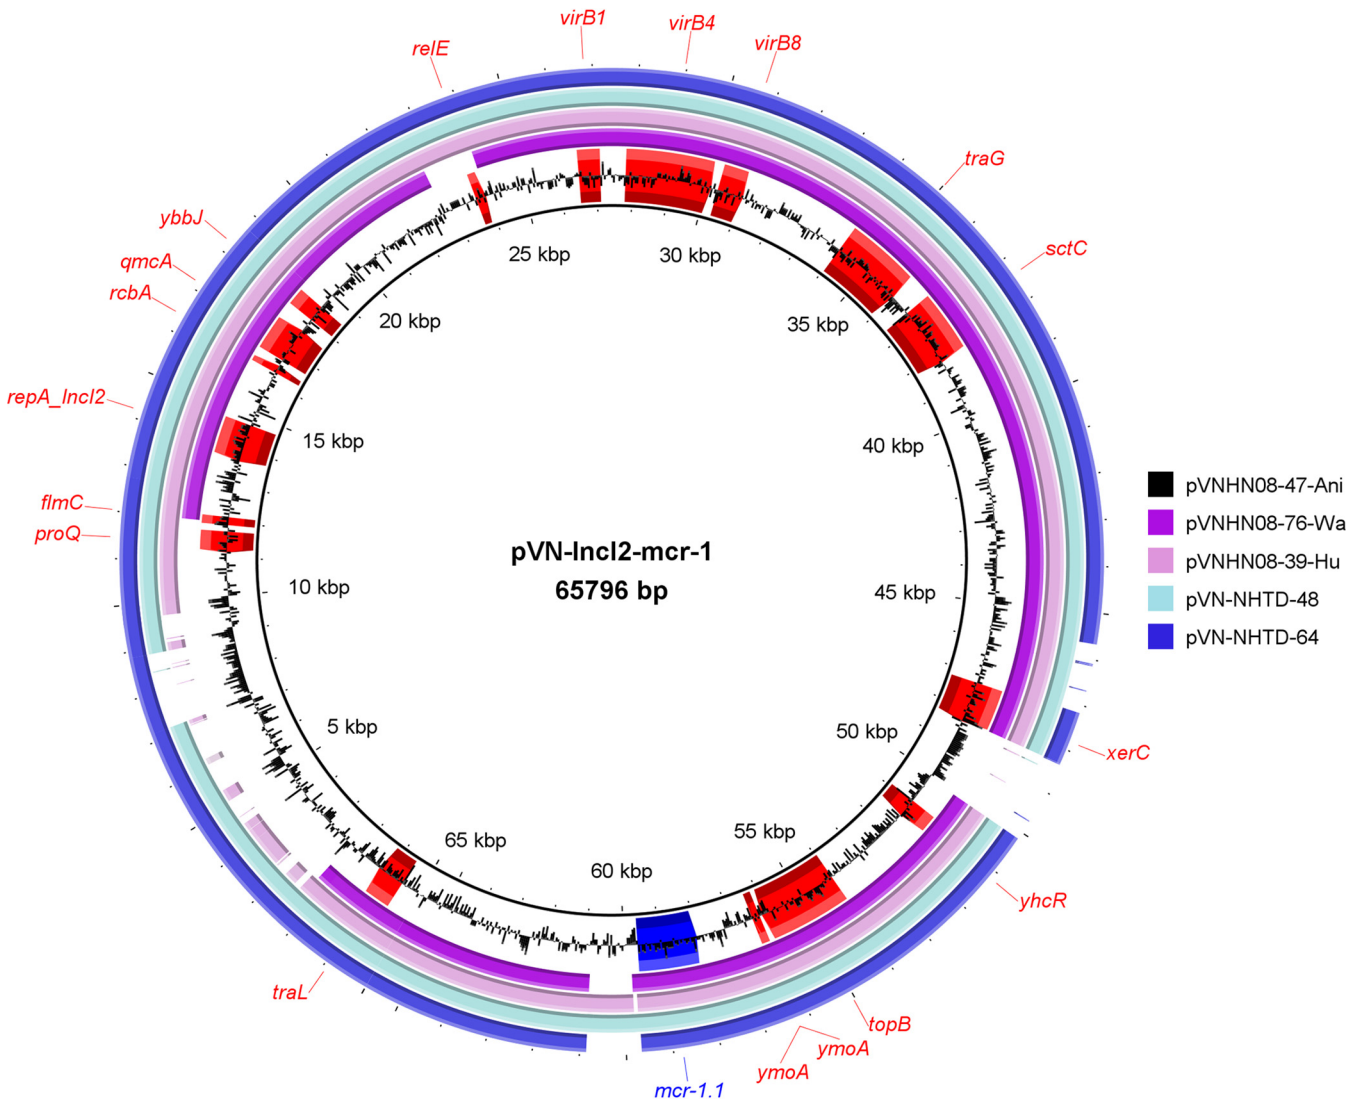 virB1
virB4
virB8
relE
traG
sctC
ybbJ
qmcA
rcbA
repA_IncI2
flmC
proQ
25 kbp
30 kbp
20 kbp
35 kbp
15 kbp
40 kbp
10 kbp
45 kbp
5 kbp
50 kbp
65 kbp
55 kbp
60 kbp
pVN-IncI2-mcr-1
65796 bp
pVNHN08-47-Ani
pVNHN08-76-Wa
pVNHN08-39-Hu
pVN-NHTD-48
pVN-NHTD-64
xerC
yhcR
traL
topB
ymoA
ymoA
mcr-1.1